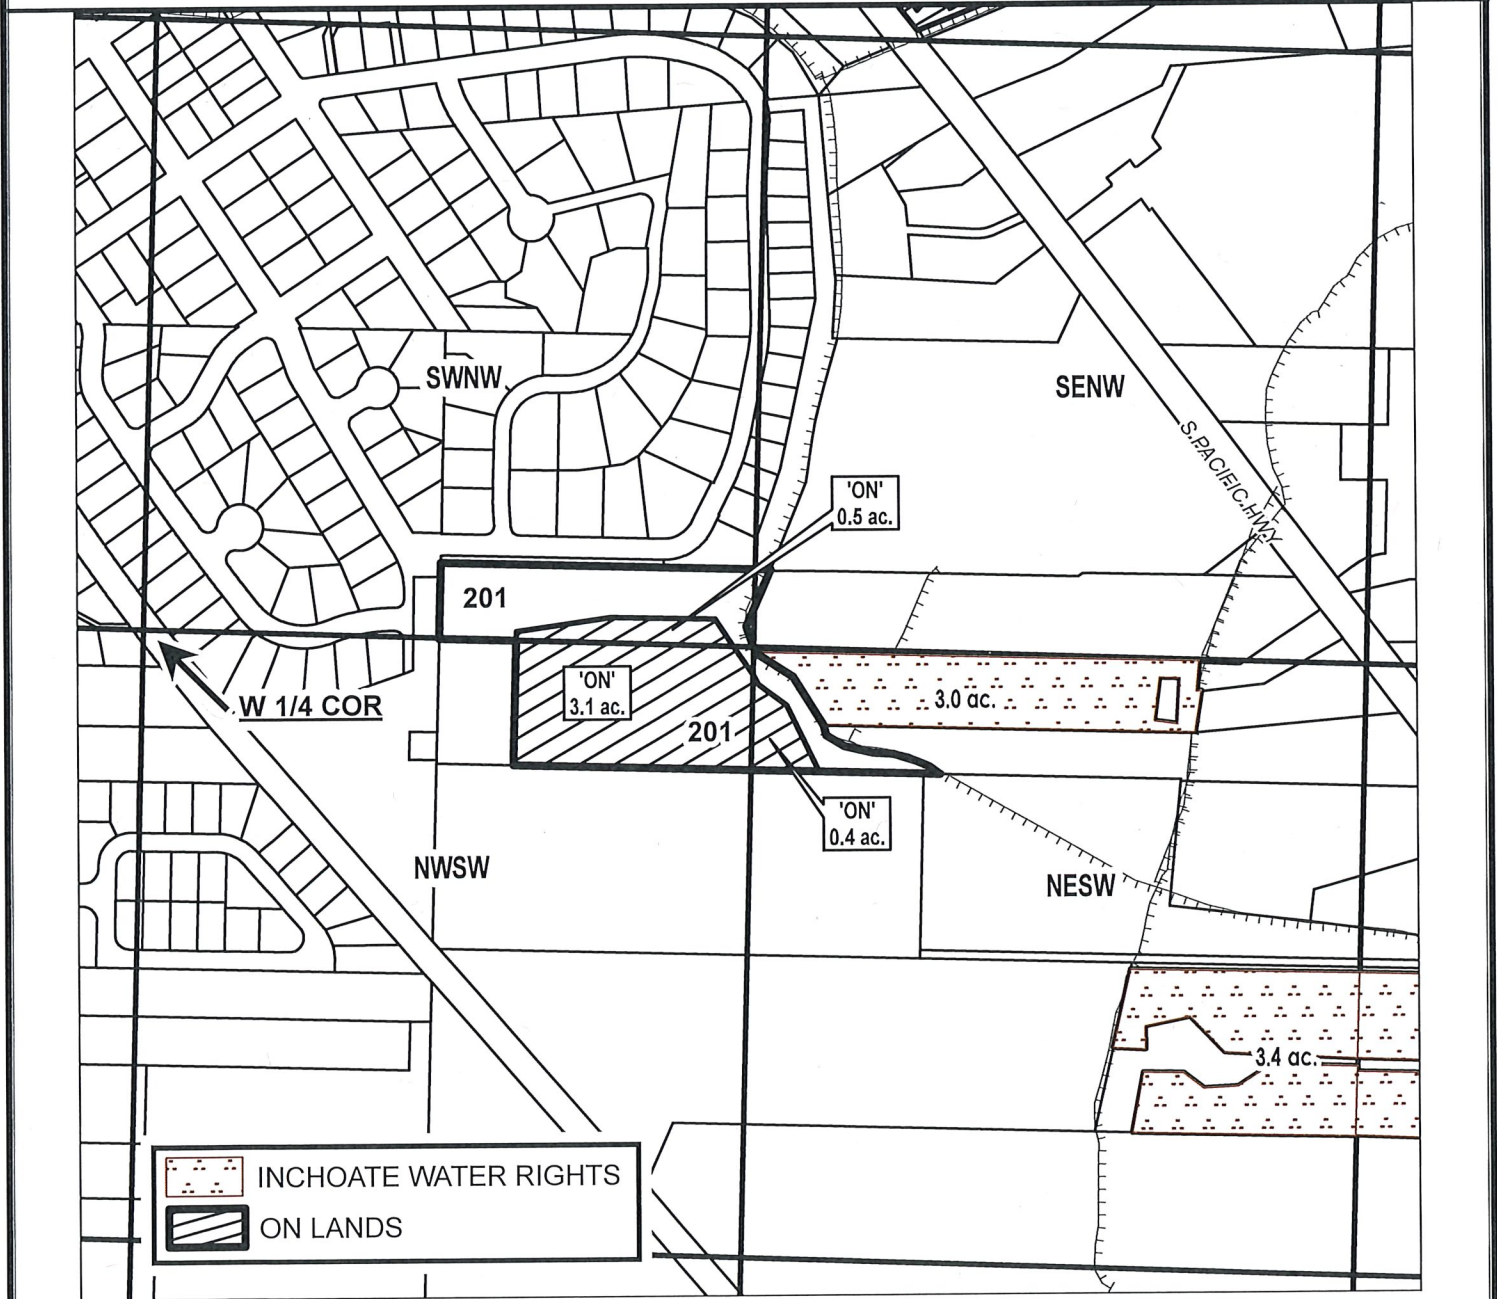 SWNW
SENW
S.PACIFIC.HWY
'ON'
0.5 ac.
201
'ON'
3.1 ac.
201
3.0 ac.
W 1/4 COR
'ON'
0.4 ac.
NWSW
NESW
3.4 ac.
INCHOATE WATER RIGHTS
ON LANDS